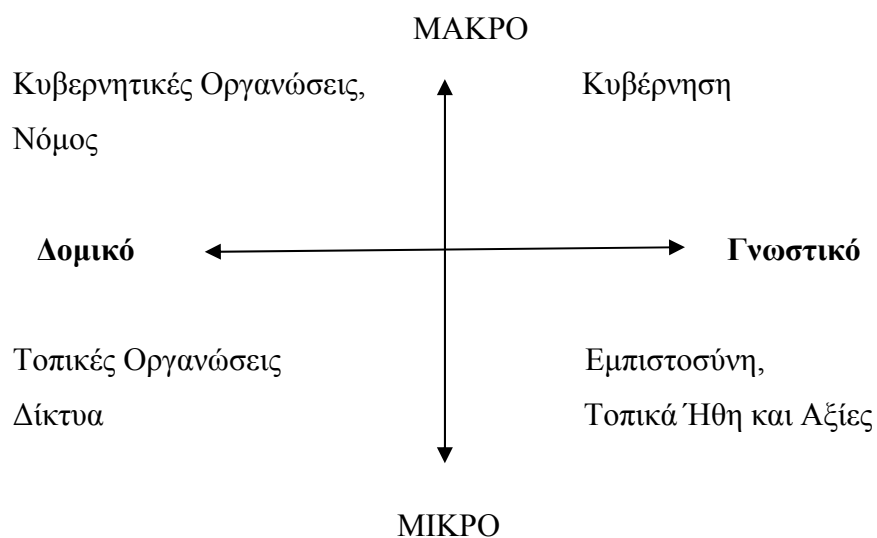 ΜΑΚΡΟ
Κυβερνητικές Οργανώσεις,
Νόμος
Κυβέρνηση
Δομικό
Γνωστικό
Τοπικές Οργανώσεις
Δίκτυα
Εμπιστοσύνη,
Τοπικά Ήθη και Αξίες
ΜΙΚΡΟ